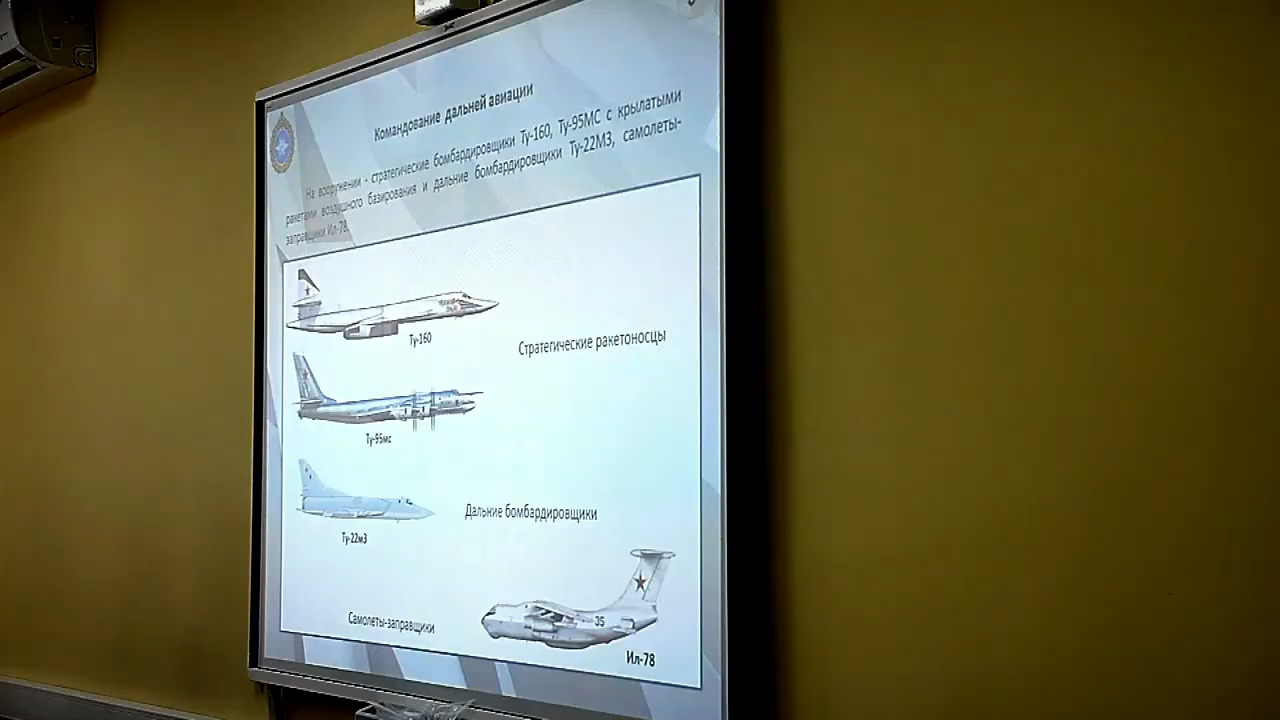 Командование дальней авиации
На вооружении - стратегические бомбардировщики Ту-160, Ту-95МС с крылатыми
ракетами воздушного базирования и дальние бомбардировщики Ту-22М3, самолеты-
заправщики Ил-78
Ту-160
Стратегические ракетоносцы
Ту-95мс
Дальние бомбардировщики
Ту-22м3
Самолеты-заправщики
35
Ил-78